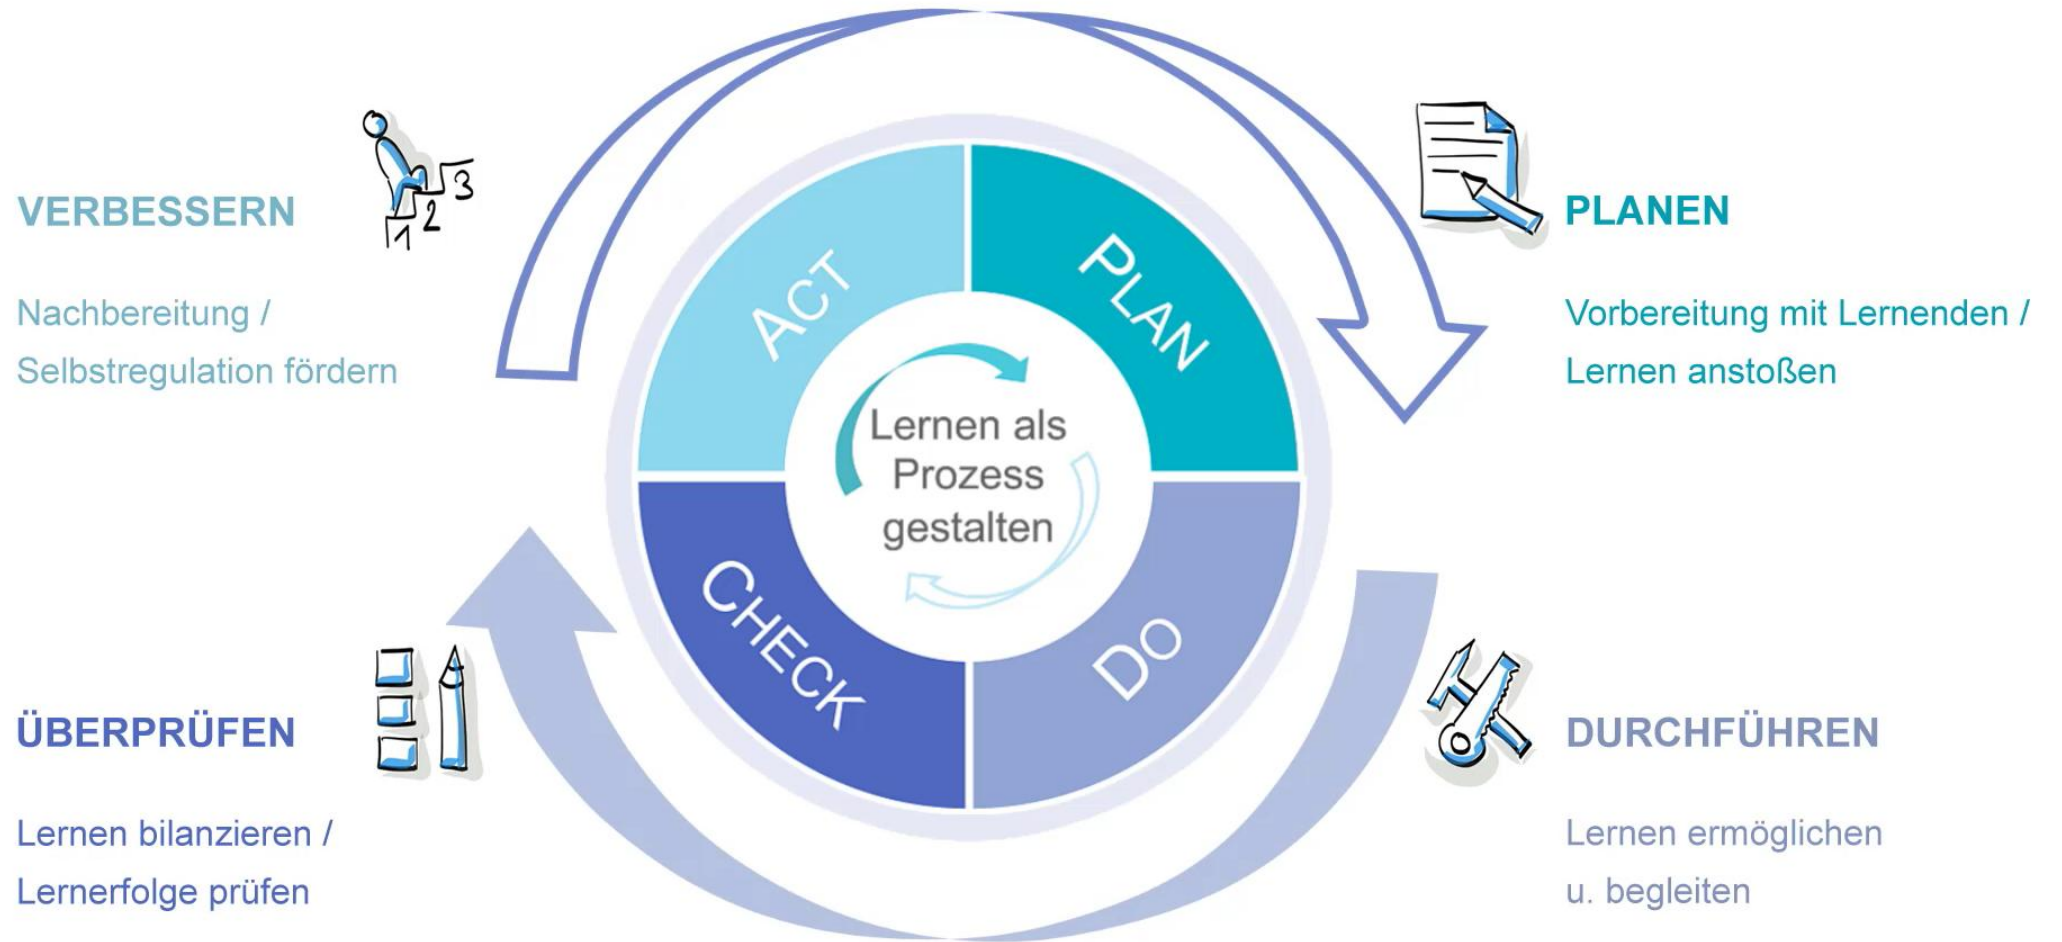 VERBESSERN
Nachbereitung /
Selbstregulation fördern
1
2
3
PLANEN
Vorbereitung mit Lernenden /
Lernen anstoßen
ACT
PLAN
Lernen als
Prozess
gestalten
CHECK
DO
ÜBERPRÜFEN
Lernen bilanzieren /
Lernerfolge prüfen
DURCHFÜHREN
Lernen ermöglichen
u. begleiten